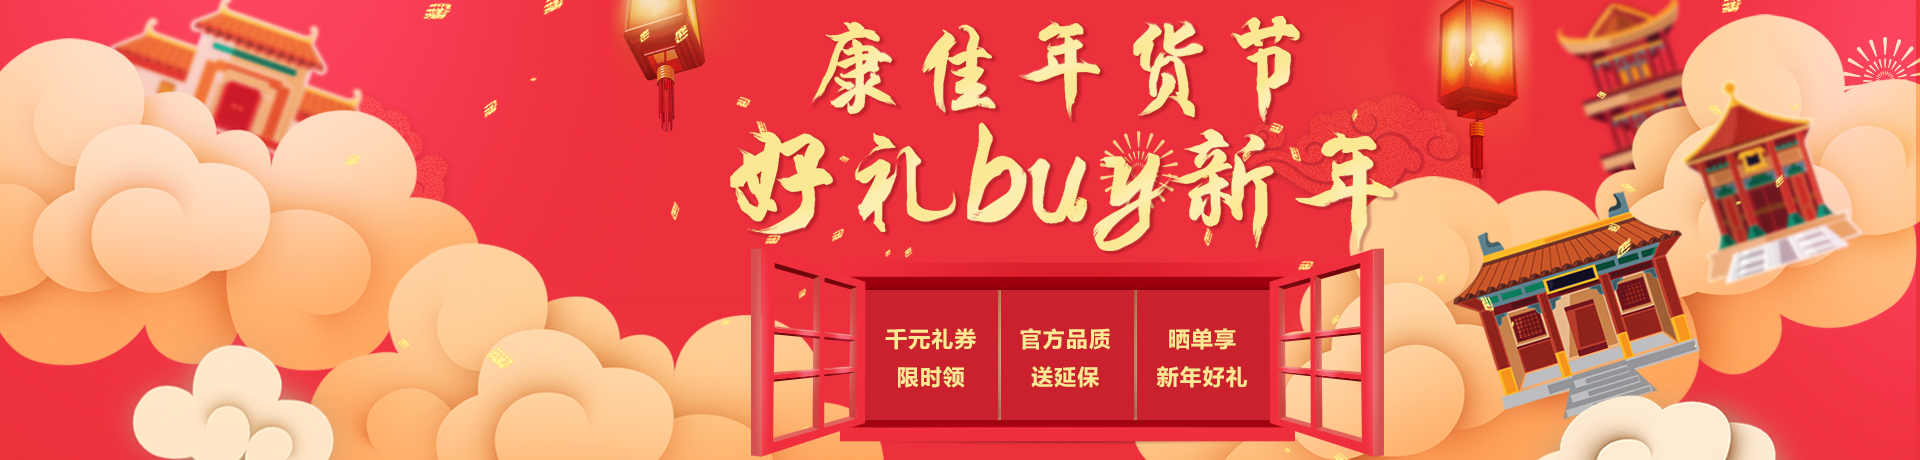 康佳年货节
好礼buy新年
千元礼券
限时领
官方品质
送延保
晒单享
新年好礼